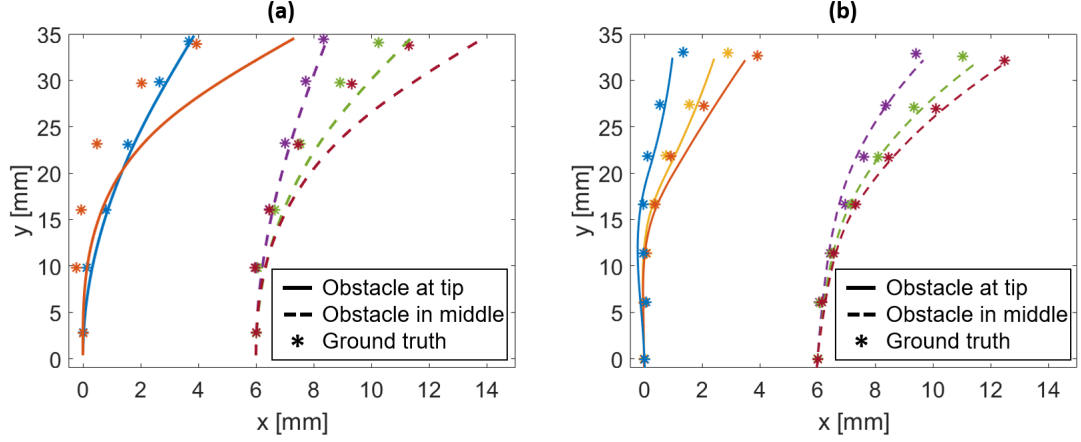 (a)
35
30
25
20
15
10
5
0
y [mm]
0 2 4 6 8 10 12 14
x [mm]
Obstacle at tip
Obstacle in middle
Ground truth
(b)
35
30
25
20
15
10
5
0
y [mm]
0 2 4 6 8 10 12 14
x [mm]
Obstacle at tip
Obstacle in middle
Ground truth